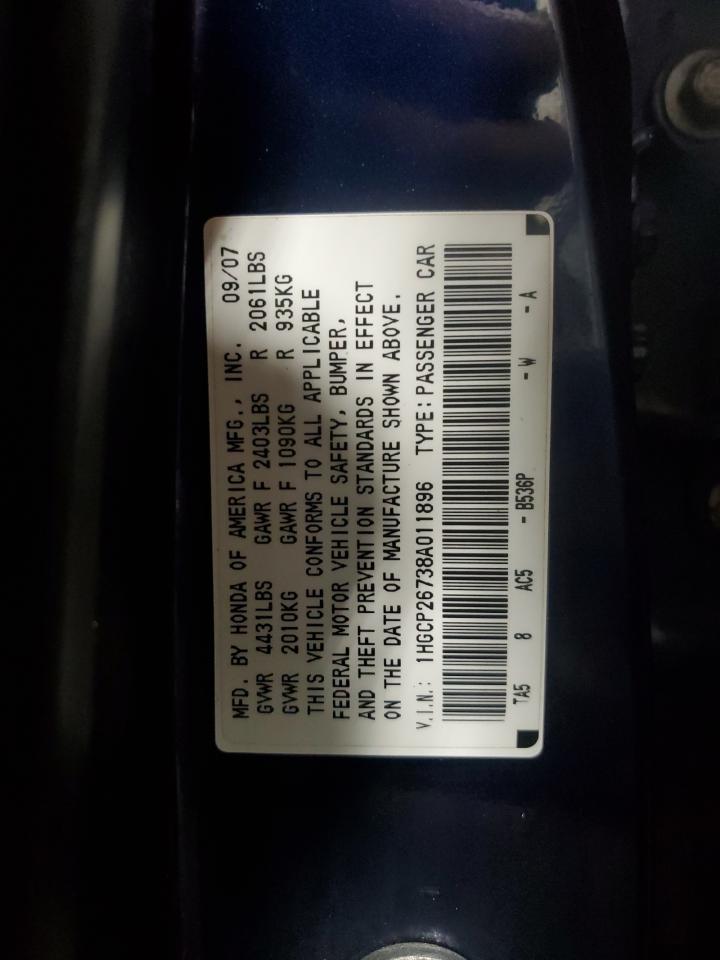 MFD. BY HONDA OF AMERICA MFG., INC. 09/07
GVWR 4431LBS GAWR F 2403LBS R 2061LBS
GVWR 2010KG GAWR F 1090KG R 935KG
THIS VEHICLE CONFORMS TO ALL APPLICABLE
FEDERAL MOTOR VEHICLE SAFETY, BUMPER,
AND THEFT PREVENTION STANDARDS IN EFFECT
ON THE DATE OF MANUFACTURE SHOWN ABOVE.
V.I.N.: 1HGCP26738A011896 TYPE: PASSENGER CAR
TA5 8 AC5 - B536P - W - A